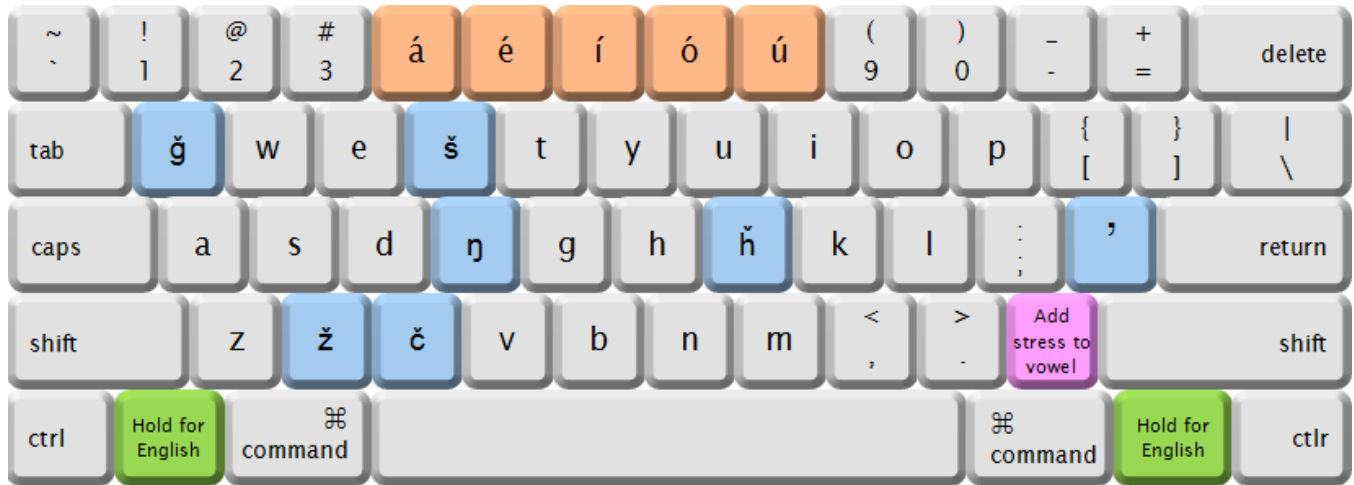 ~ ! @ # á é í ó ú ( ) _ + delete
` 1 2 3 9 0 - =
tab ǧ w e š t y u i o p { } |
[ ] \
caps a s d ŋ g h ȟ k l : ’ return
;
shift z ž č v b n m < > Add stress to vowel shift
, .
ctrl Hold for English ⌘ command ⌘ command Hold for English ctlr